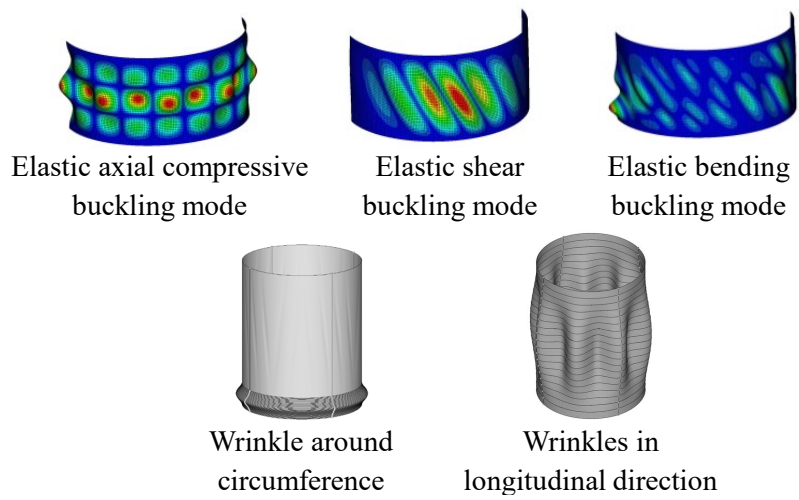 Elastic axial compressive
buckling mode
Elastic shear
buckling mode
Elastic bending
buckling mode
Wrinkle around
circumference
Wrinkles in
longitudinal direction